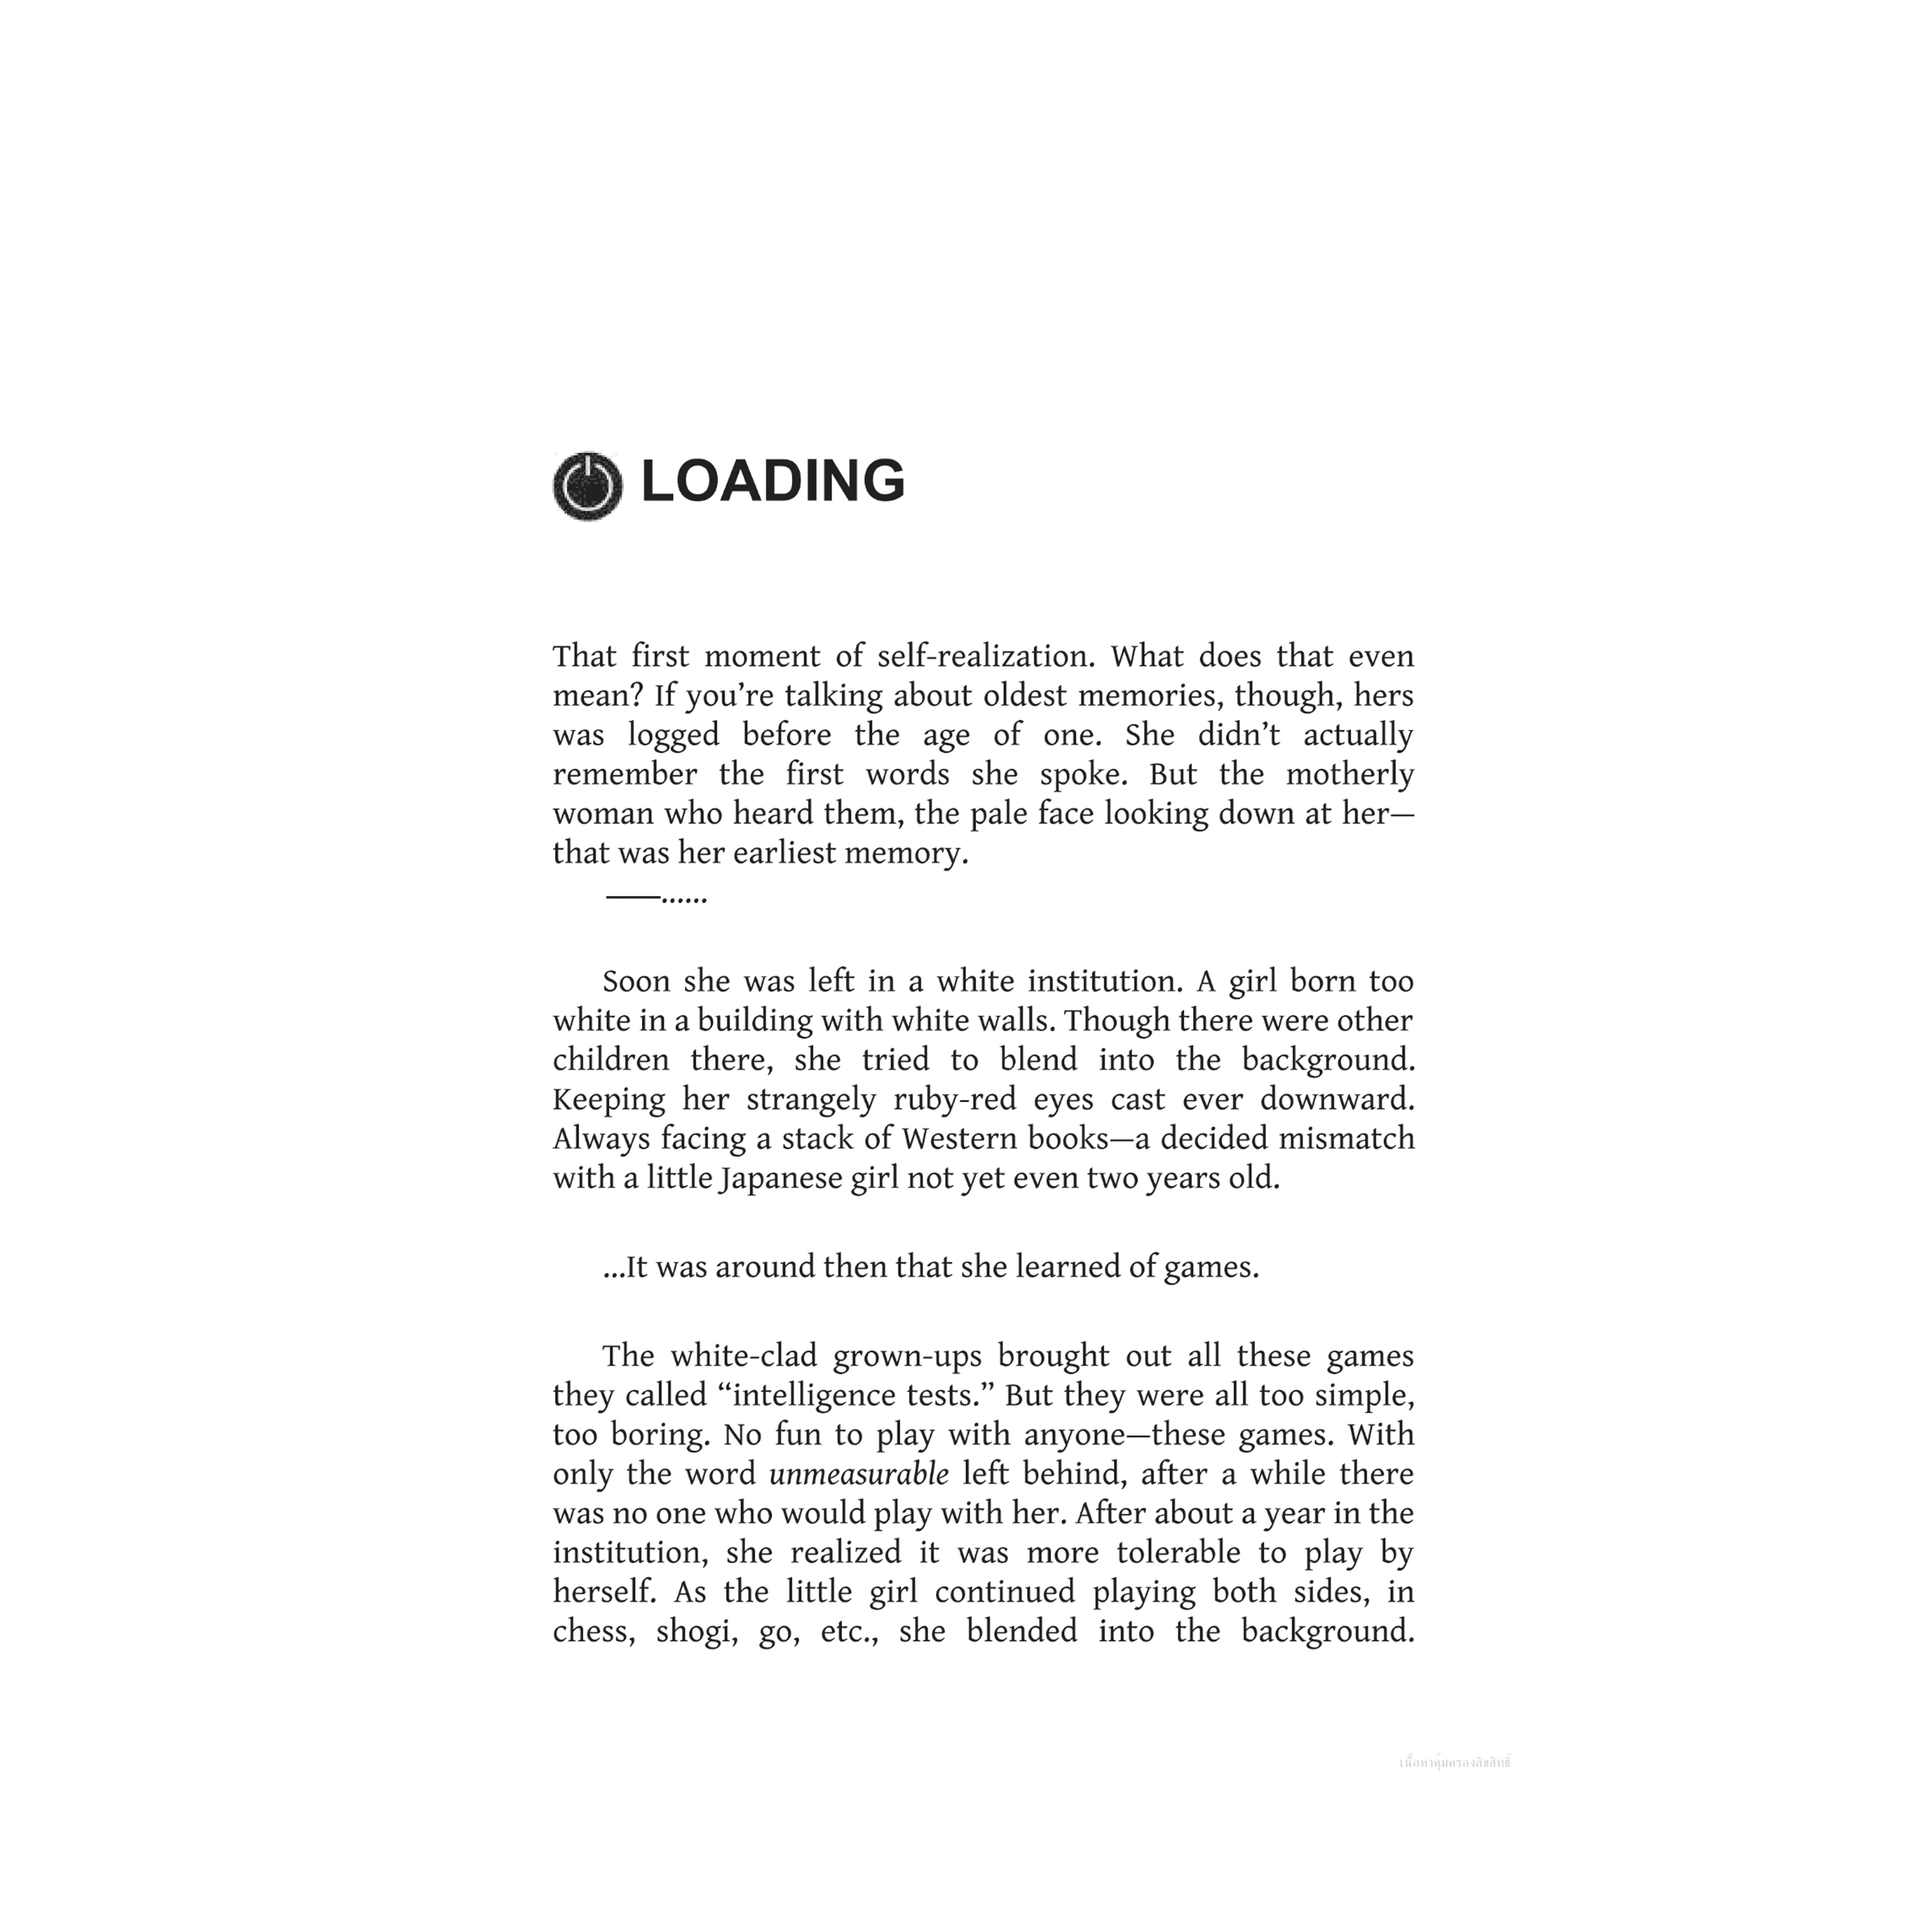 LOADING
That first moment of self-realization. What does that even
mean? If you’re talking about oldest memories, though, hers
was logged before the age of one. She didn’t actually
remember the first words she spoke. But the motherly
woman who heard them, the pale face looking down at her—
that was her earliest memory.
——......
Soon she was left in a white institution. A girl born too
white in a building with white walls. Though there were other
children there, she tried to blend into the background.
Keeping her strangely ruby-red eyes cast ever downward.
Always facing a stack of Western books—a decided mismatch
with a little Japanese girl not yet even two years old.
...It was around then that she learned of games.
The white-clad grown-ups brought out all these games
they called “intelligence tests.” But they were all too simple,
too boring. No fun to play with anyone—these games. With
only the word unmeasurable left behind, after a while there
was no one who would play with her. After about a year in the
institution, she realized it was more tolerable to play by
herself. As the little girl continued playing both sides, in
chess, shogi, go, etc., she blended into the background.
เนื้อหาคุ้มครองลิขสิทธิ์